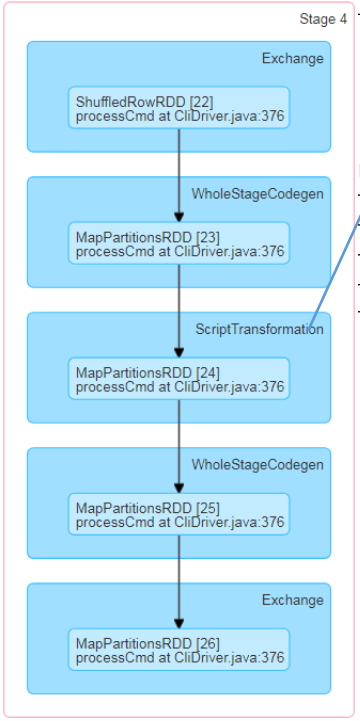 Stage 4
Exchange
ShuffledRowRDD [22]
processCmd at CliDriver.java:376
WholeStageCodegen
MapPartitionsRDD [23]
processCmd at CliDriver.java:376
ScriptTransformation
MapPartitionsRDD [24]
processCmd at CliDriver.java:376
WholeStageCodegen
MapPartitionsRDD [25]
processCmd at CliDriver.java:376
Exchange
MapPartitionsRDD [26]
processCmd at CliDriver.java:376